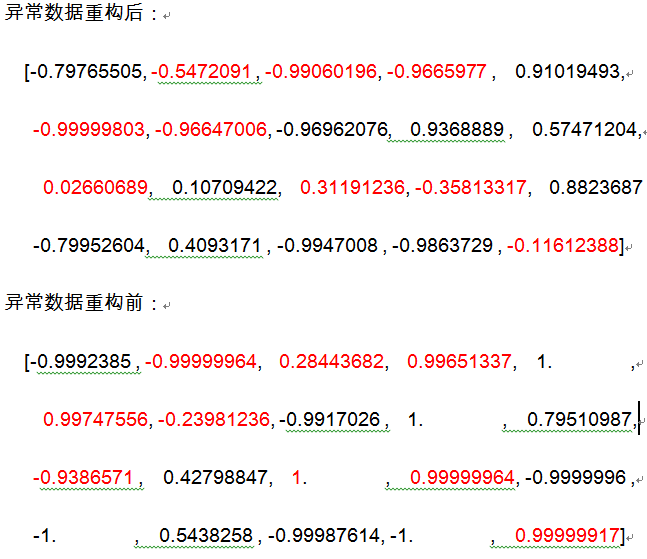 异常数据重构后：
[-0.79765505, -0.5472091 , -0.99060196, -0.9665977 , 0.91019493,
-0.99999803, -0.96647006, -0.96962076, 0.9368889 , 0.57471204,
0.02660689, 0.10709422, 0.31191236, -0.35813317, 0.8823687
-0.79952604, 0.4093171 , -0.9947008 , -0.9863729 , -0.11612388]
异常数据重构前：
[-0.9992385 , -0.99999964, 0.28443682, 0.99651337, 1. ,
0.99747556, -0.23981236, -0.9917026 , 1. , 0.79510987,
-0.9386571 , 0.42798847, 1. , 0.99999964, -0.9999996 ,
-1. , 0.5438258 , -0.99987614, -1. , 0.99999917]